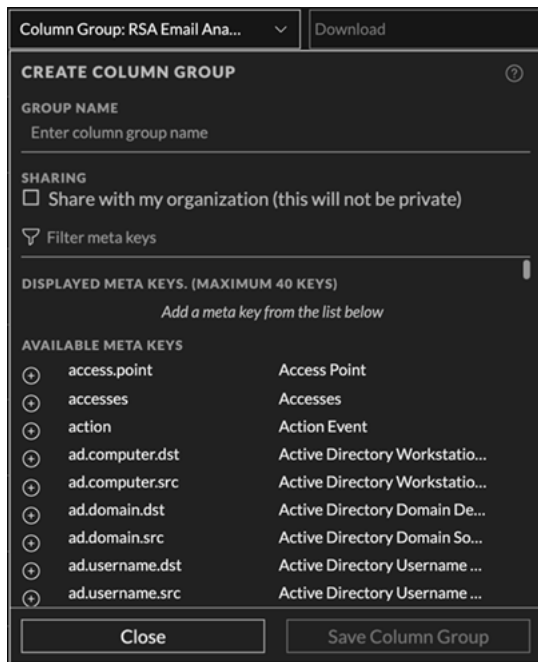 Column Group: RSA Email Ana...
Download
CREATE COLUMN GROUP
GROUP NAME
Enter column group name
SHARING
Share with my organization (this will not be private)
Filter meta keys
DISPLAYED META KEYS. (MAXIMUM 40 KEYS)
Add a meta key from the list below
AVAILABLE META KEYS
access.point Access Point
accesses Accesses
action Action Event
ad.computer.dst Active Directory Workstatio...
ad.computer.src Active Directory Workstatio...
ad.domain.dst Active Directory Domain De...
ad.domain.src Active Directory Domain So...
ad.username.dst Active Directory Username ...
ad.username.src Active Directory Username ...
Close Save Column Group